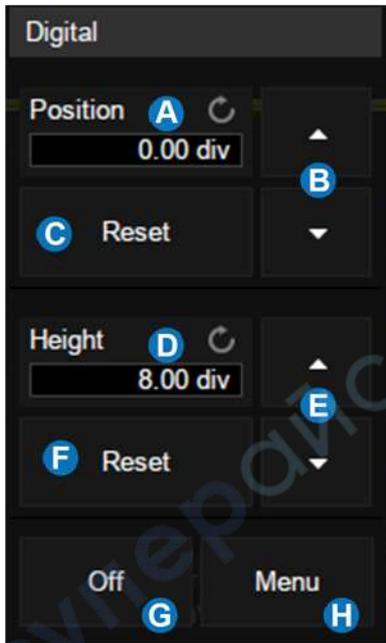 Digital
Position A
0.00 div
B
C Reset
Height D
8.00 div
E
F Reset
Off Menu
G H